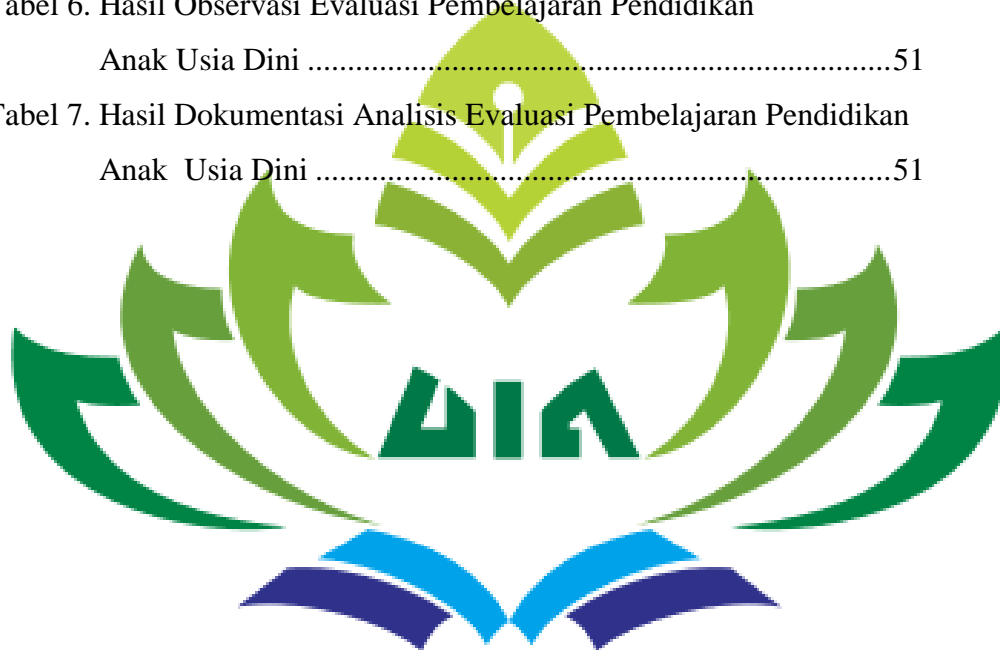 Tabel 6. Hasil Observasi Evaluasi Pembelajaran Pendidikan
Anak Usia Dini ..........................................................................51
Tabel 7. Hasil Dokumentasi Analisis Evaluasi Pembelajaran Pendidikan
Anak  Usia Dini .........................................................................51